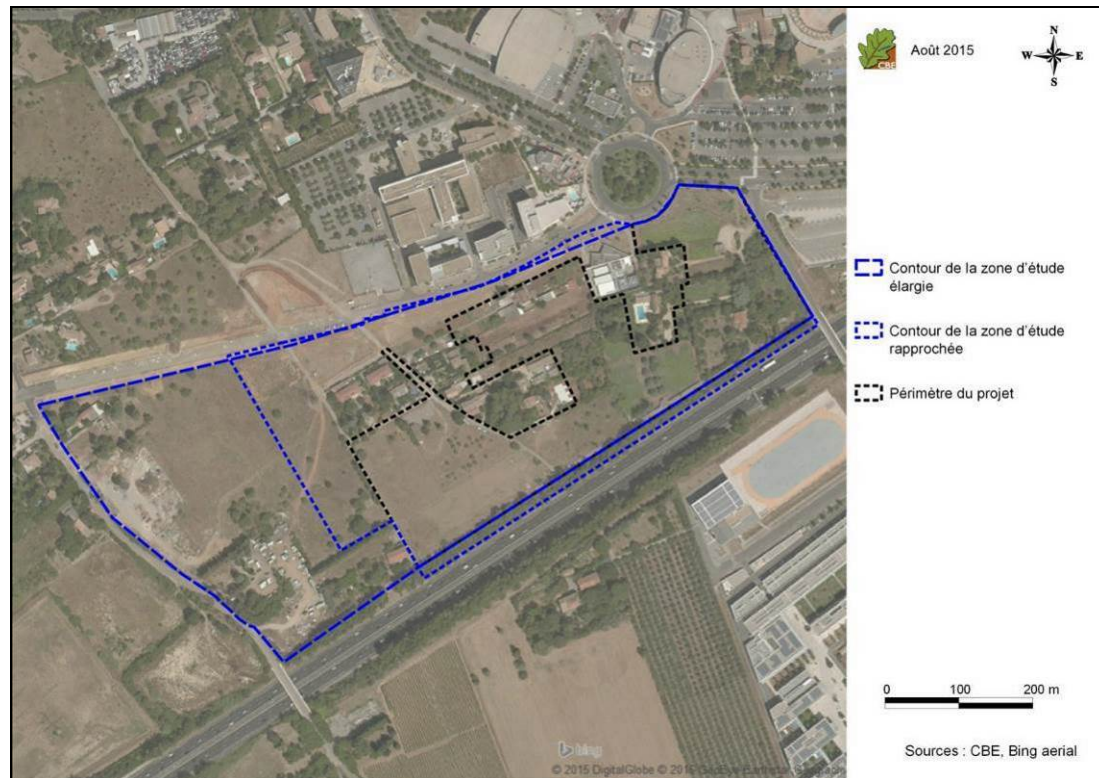 CBE
Août 2015
N
W E
S
Contour de la zone d'étude
élargie
Contour de la zone d'étude
rapprochée
Périmètre du projet
0 100 200 m
Sources : CBE, Bing aerial
bing
© 2015 DigitalGlobe ©